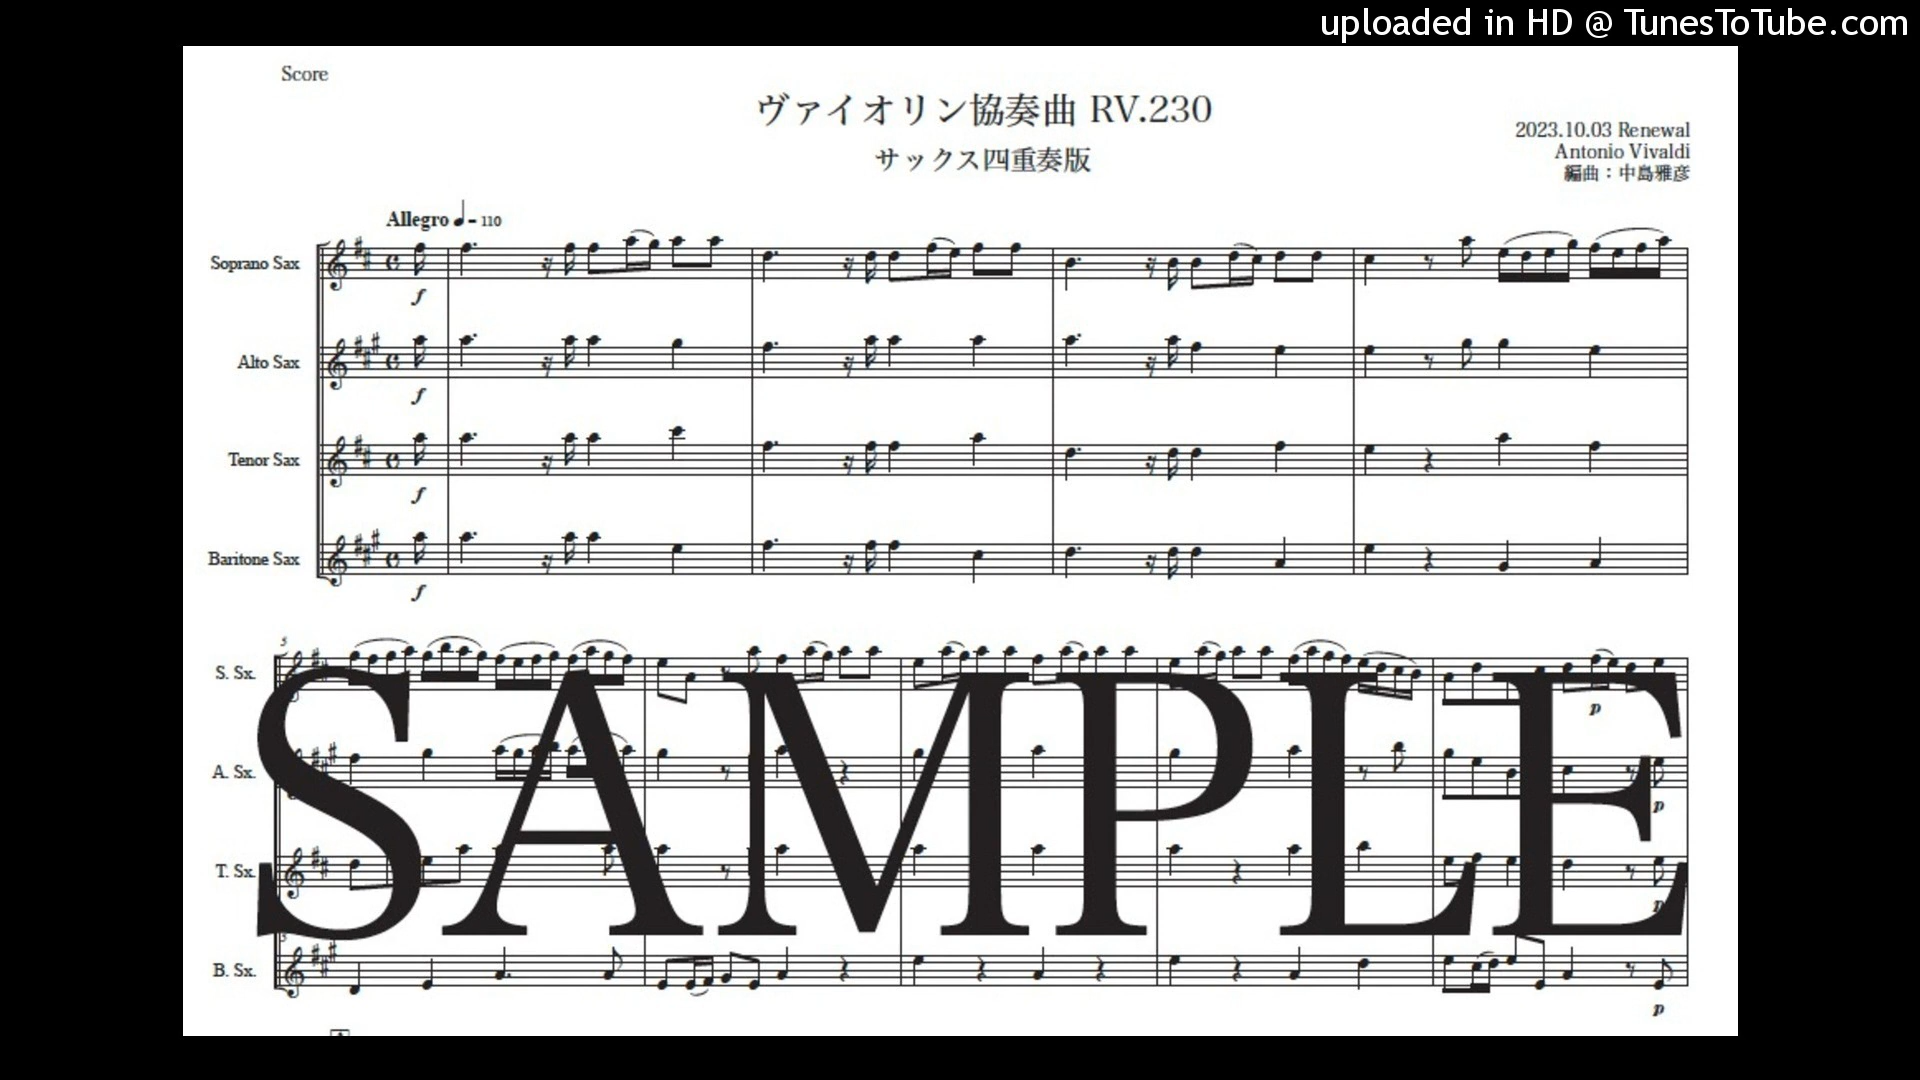 uploaded in HD @ TunesToTube.com
Score
ヴァイオリン協奏曲 RV.230
サックス四重奏版
2023.10.03 Renewal
Antonio Vivaldi
編曲：中島雅彦
Allegro ♩= 110
Soprano Sax
f
Alto Sax
f
Tenor Sax
f
Baritone Sax
f
5
S. Sx.
p
A. Sx.
p
SAMPLE
T. Sx.
p
5
B. Sx.
p